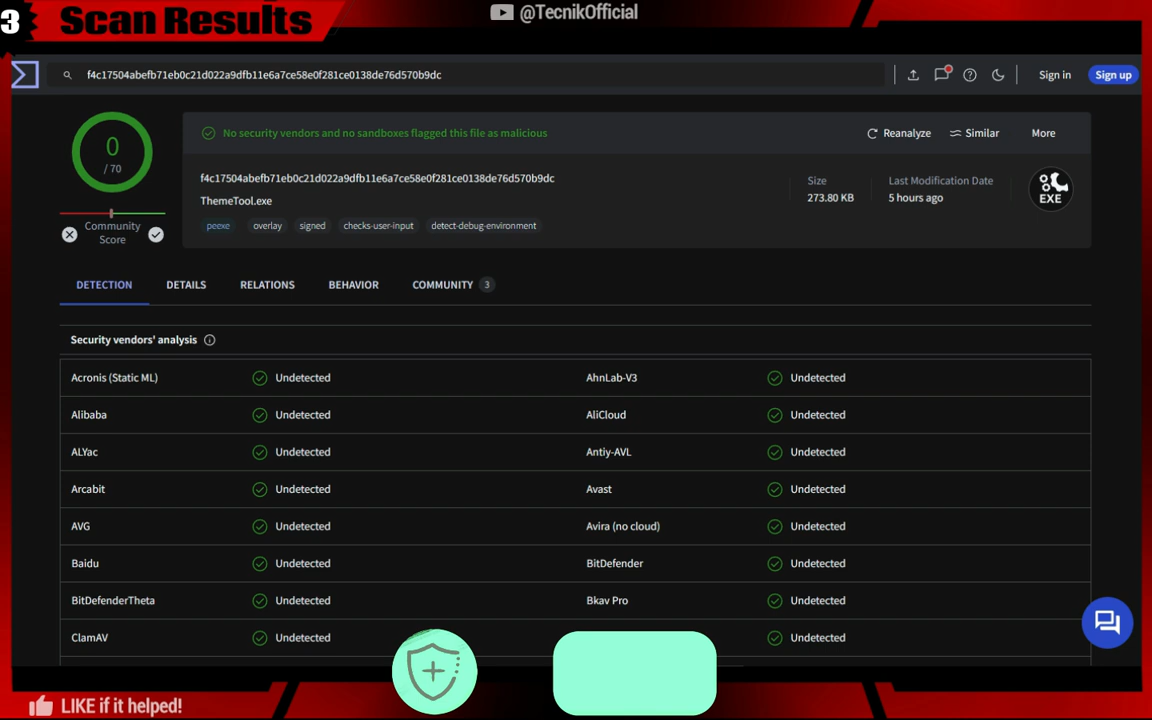 3 Scan Results
@TecnikOfficial
f4c17504abefb71eb0c21d022a9dfb11e6a7ce58e0f281ce0138de76d570b9dc
Sign in
Sign up
0
/ 70
Community
Score
No security vendors and no sandboxes flagged this file as malicious
Reanalyze
Similar
More
f4c17504abefb71eb0c21d022a9dfb11e6a7ce58e0f281ce0138de76d570b9dc
ThemeTool.exe
peexe overlay signed checks-user-input detect-debug-environment
Size
273.80 KB
Last Modification Date
5 hours ago
EXE
DETECTION DETAILS RELATIONS BEHAVIOR COMMUNITY 3
Security vendors' analysis
Acronis (Static ML) Undetected AhnLab-V3 Undetected
Alibaba Undetected AliCloud Undetected
ALYac Undetected Antiy-AVL Undetected
Arcabit Undetected Avast Undetected
AVG Undetected Avira (no cloud) Undetected
Baidu Undetected BitDefender Undetected
BitDefenderTheta Undetected Bkav Pro Undetected
ClamAV Undetected Undetected
LIKE if it helped!